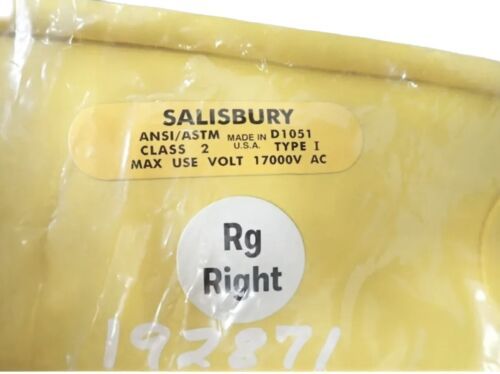 SALISBURY
ANSI/ASTM MADE IN D1051
CLASS 2 U.S.A. TYPE I
MAX USE VOLT 17000V AC
Rg
Right
192871